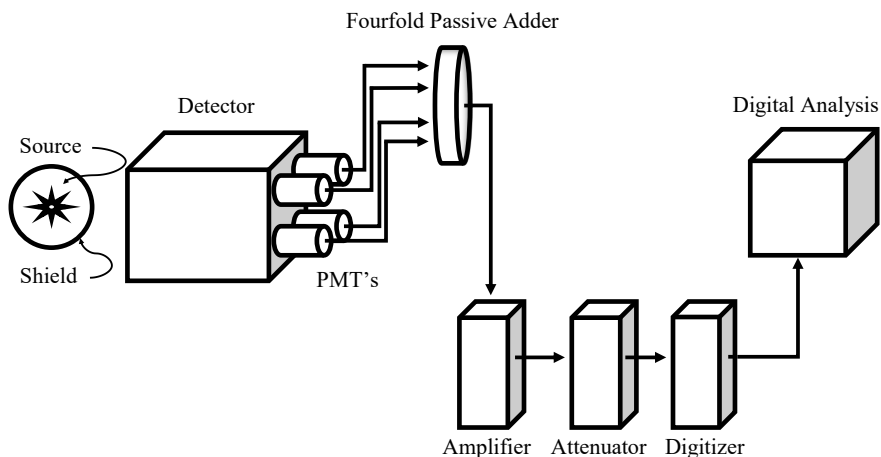 Fourfold Passive Adder
Detector
Digital Analysis
Source
Shield
PMT’s
Amplifier
Attenuator
Digitizer